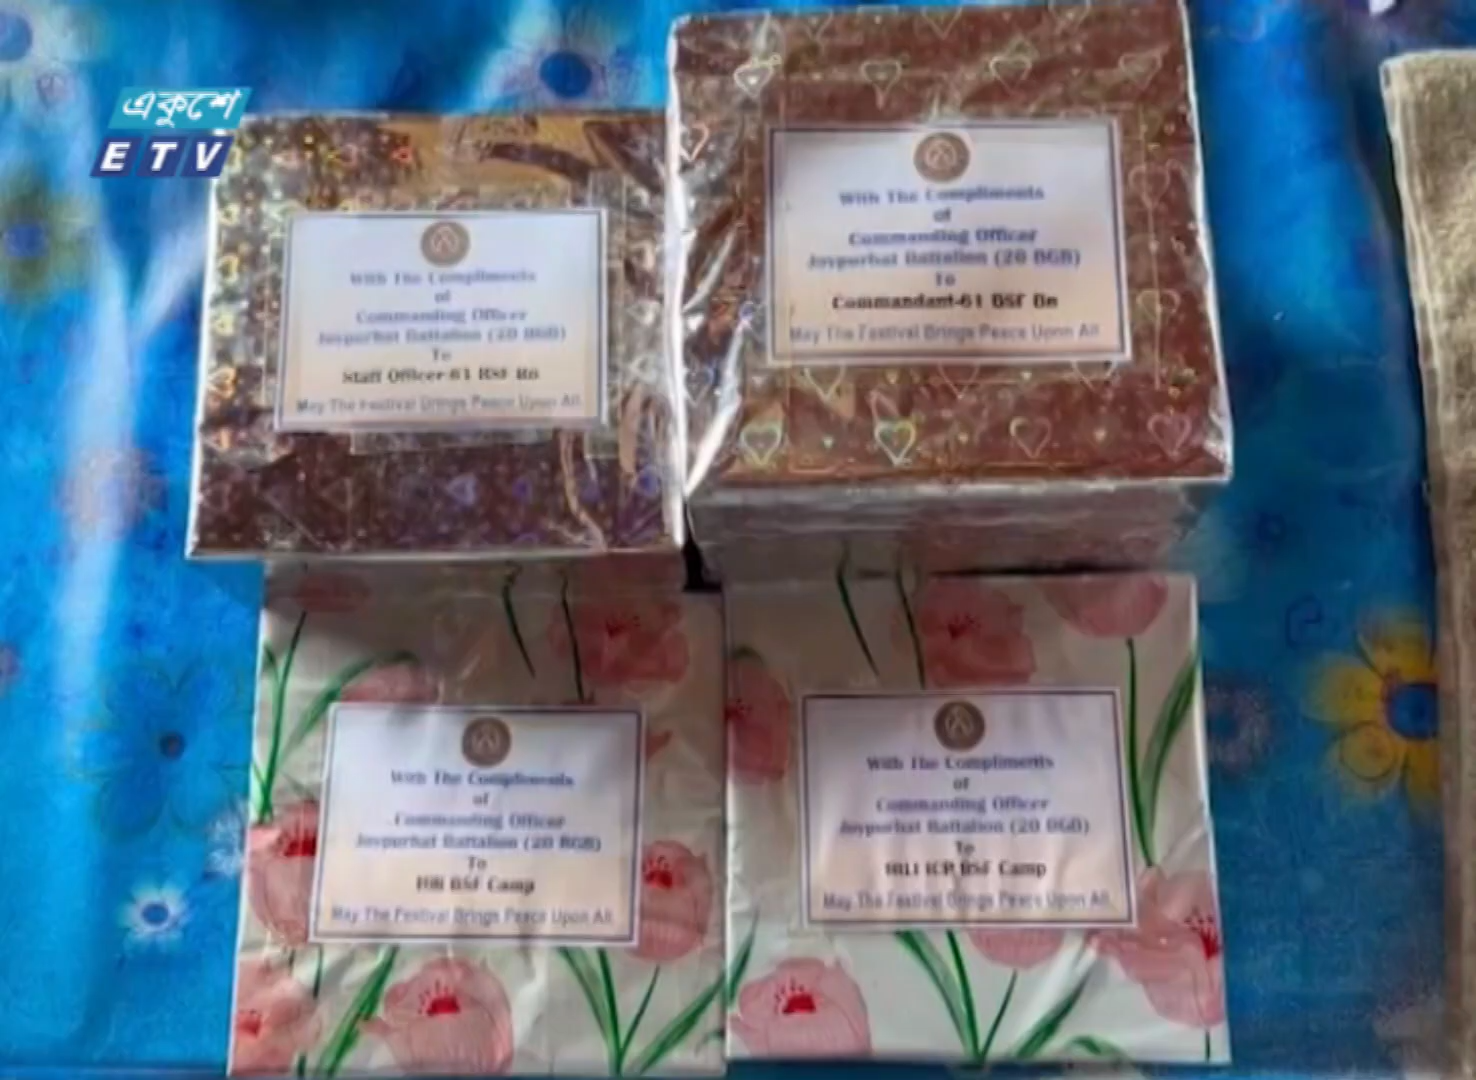 একুশে
ETV
With The Compliments
of
Commanding Officer
Joypurhat Battalion (20 BGB)
To
Staff Officer-61 BSF Bn
May The Festival Brings Peace Upon All.
With The Compliments
of
Commanding Officer
Joypurhat Battalion (20 BGB)
To
Commandant-61 BSF Bn
May The Festival Brings Peace Upon All.
With The Compliments
of
Commanding Officer
Joypurhat Battalion (20 BGB)
To
Hili BSF Camp
May The Festival Brings Peace Upon All.
With The Compliments
of
Commanding Officer
Joypurhat Battalion (20 BGB)
To
HILI ICP BSF Camp
May The Festival Brings Peace Upon All.